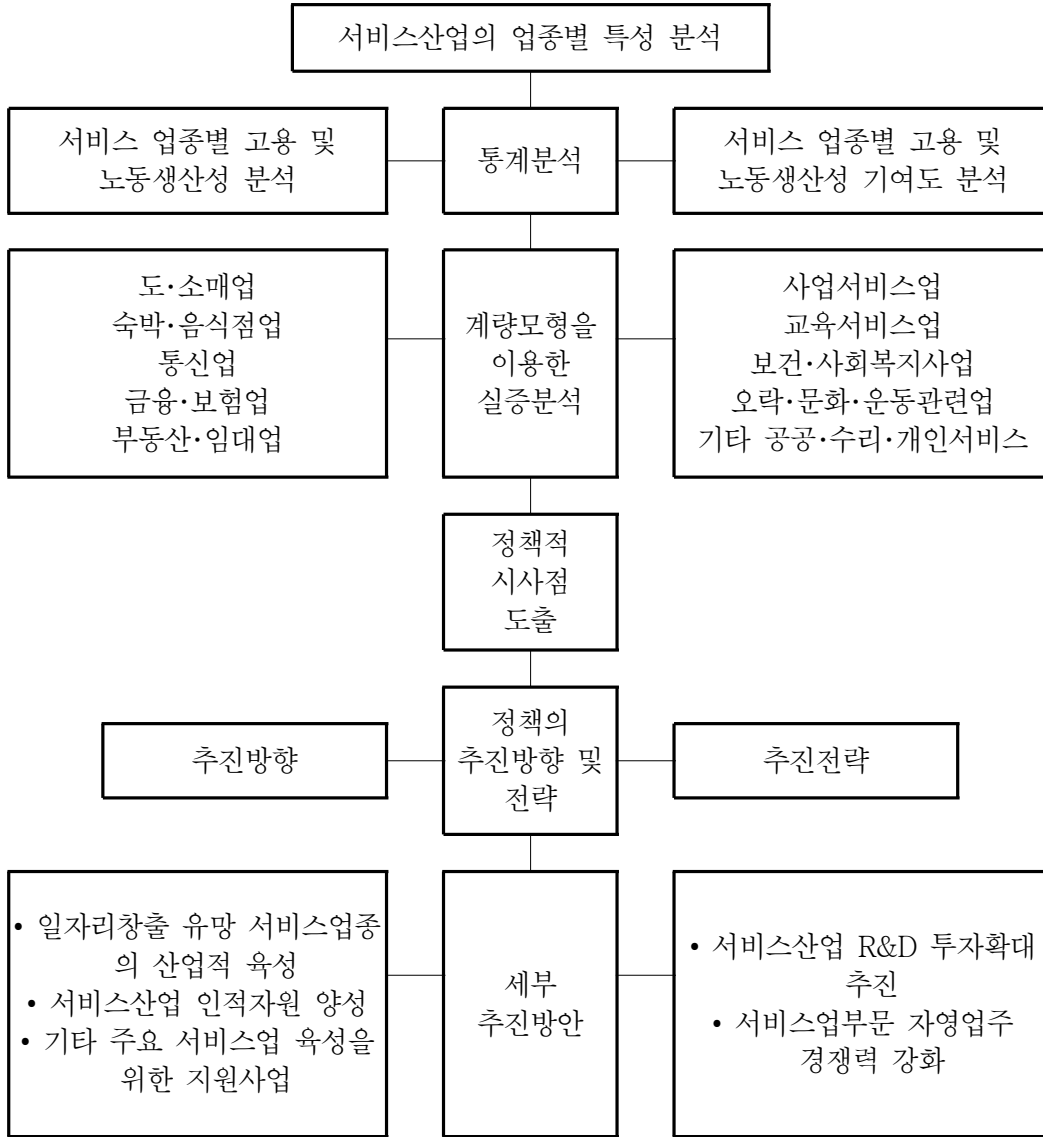 서비스산업의 업종별 특성 분석
서비스 업종별 고용 및
노동생산성 분석
통계분석
서비스 업종별 고용 및
노동생산성 기여도 분석
도·소매업
숙박·음식점업
통신업
금융·보험업
부동산·임대업
계량모형을
이용한
실증분석
사업서비스업
교육서비스업
보건·사회복지사업
오락·문화·운동관련업
기타 공공·수리·개인서비스
정책적
시사점
도출
추진방향
정책의
추진방향 및
전략
추진전략
• 일자리창출 유망 서비스업종
의 산업적 육성
• 서비스산업 인적자원 양성
• 기타 주요 서비스업 육성을
위한 지원사업
세부
추진방안
• 서비스산업 R&D 투자확대
추진
• 서비스업부문 자영업주
경쟁력 강화